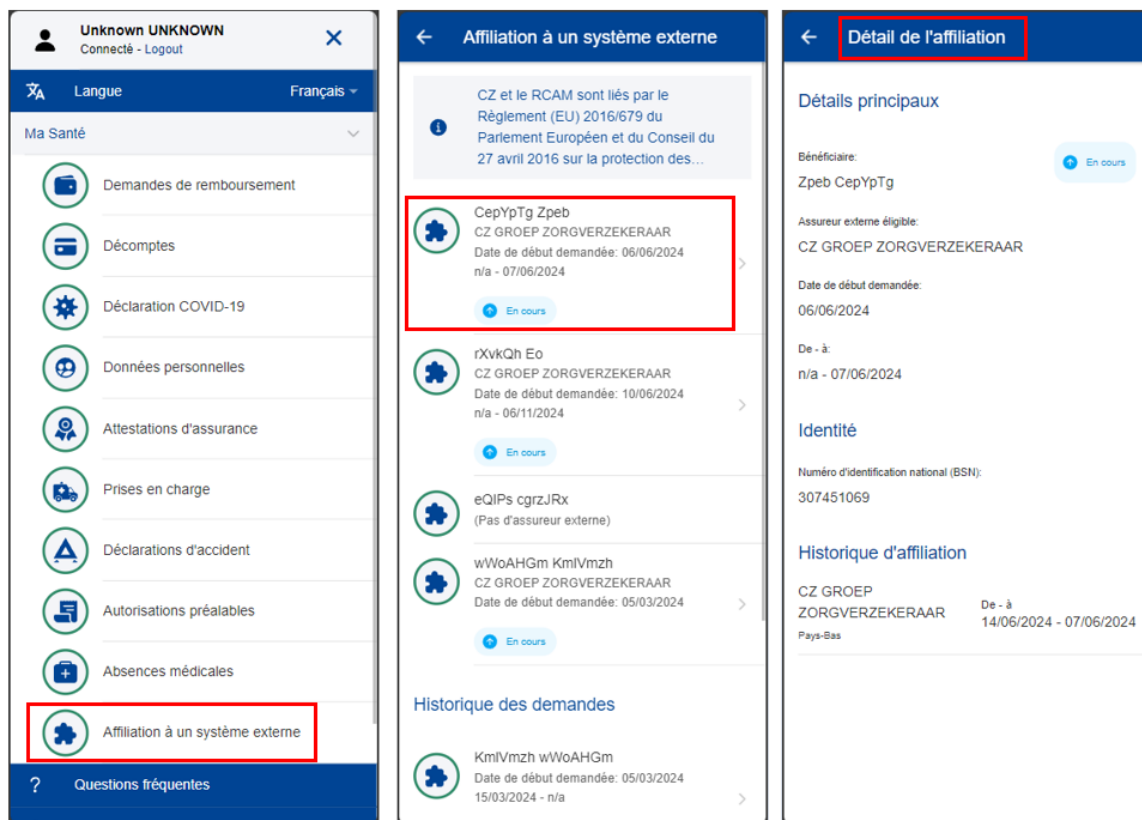 Unknown UNKNOWN
Connecté - Logout
Langue
Français
Ma Santé
Demandes de remboursement
Décomptes
Déclaration COVID-19
Données personnelles
Attestations d'assurance
Prises en charge
Déclarations d'accident
Autorisations préalables
Absences médicales
Affiliation à un système externe
? Questions fréquentes
Affiliation à un système externe
CZ et le RCAM sont liés par le
Règlement (EU) 2016/679 du
Parlement Européen et du Conseil du
27 avril 2016 sur la protection des...
CepYpTg Zpeb
CZ GROEP ZORGVERZEKERAAR
Date de début demandée: 06/06/2024
n/a - 07/06/2024
En cours
rXvkQh Eo
CZ GROEP ZORGVERZEKERAAR
Date de début demandée: 10/06/2024
n/a - 06/11/2024
En cours
eQIPs cgrzJRx
(Pas d'assureur externe)
wWoAHGm KmlVmzh
CZ GROEP ZORGVERZEKERAAR
Date de début demandée: 05/03/2024
En cours
Historique des demandes
KmlVmzh wWoAHGm
Date de début demandée: 05/03/2024
15/03/2024 - n/a
Détail de l'affiliation
Détails principaux
Bénéficiaire:
Zpeb CepYpTg
En cours
Assureur externe éligible:
CZ GROEP ZORGVERZEKERAAR
Date de début demandée:
06/06/2024
De - à:
n/a - 07/06/2024
Identité
Numéro d'identification national (BSN):
307451069
Historique d'affiliation
CZ GROEP
ZORGVERZEKERAAR
Pays-Bas
De - à
14/06/2024 - 07/06/2024